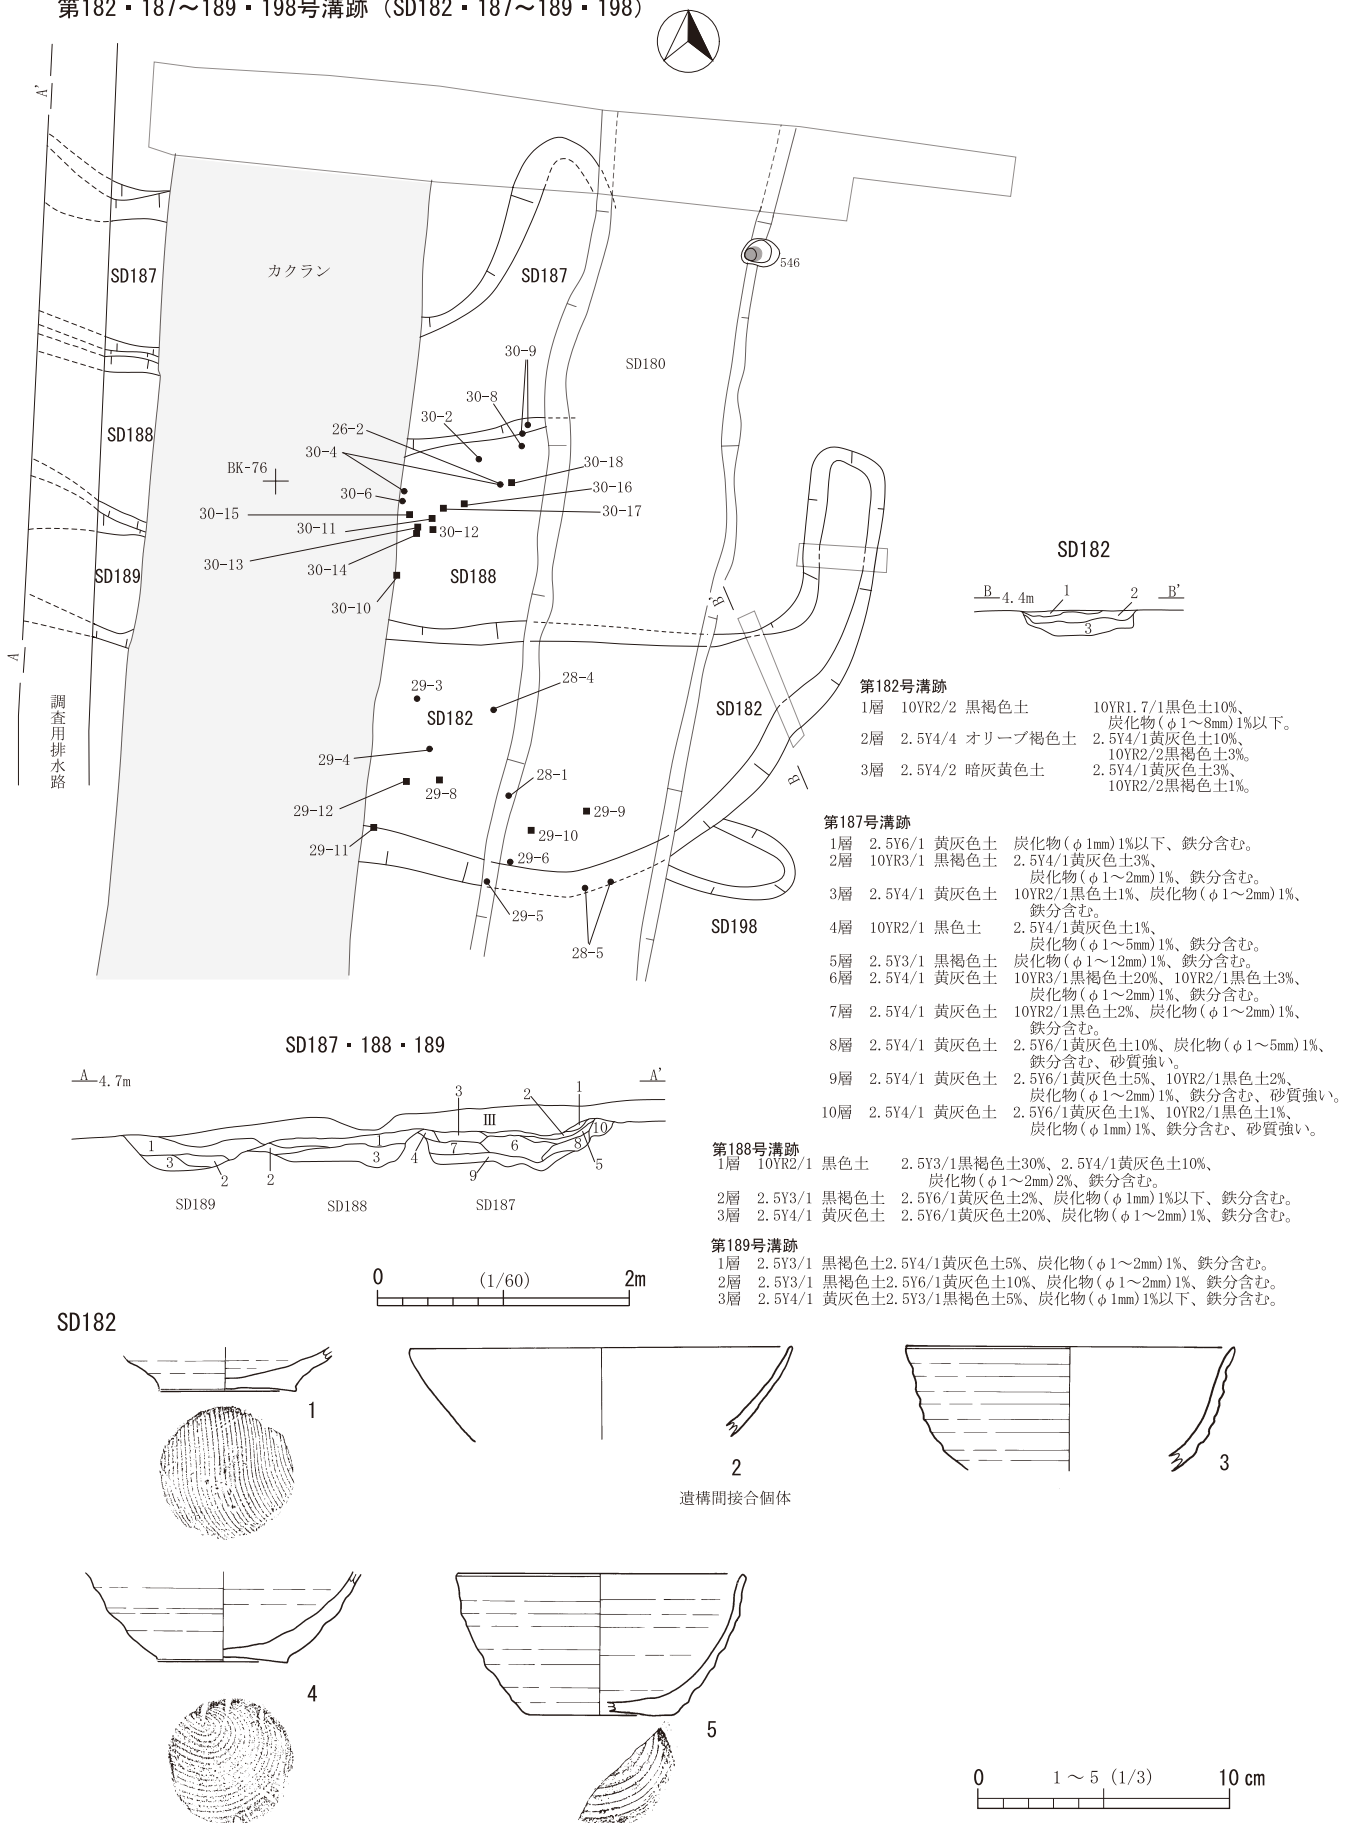 第182・187～189・198号溝跡（SD182・187～189・198）
A'
SD187
カクラン
SD187
546
30-9
SD180
30-8
30-2
26-2
SD188
30-4
30-18
BK-76
30-6
30-16
30-15
30-17
30-11
30-12
SD182
30-13
30-14
SD189
SD188
B 4.4m
1
2
B'
3
30-10
B'
A
29-3
28-4
調査用排水路
SD182
SD182
29-4
28-1
B
29-8
29-12
29-9
29-10
29-11
29-6
29-5
SD198
28-5
第182号溝跡
1層 10YR2/2 黒褐色土 10YR1.7/1黒色土10%、
炭化物(φ1～8mm)1%以下。
2層 2.5Y4/4 オリーブ褐色土 2.5Y4/1黄灰色土10%、
10YR2/2黒褐色土3%。
3層 2.5Y4/2 暗灰黄色土 2.5Y4/1黄灰色土3%、
10YR2/2黒褐色土1%。
第187号溝跡
1層 2.5Y6/1 黄灰色土 炭化物(φ1mm)1%以下、鉄分含む。
2層 10YR3/1 黒褐色土 2.5Y4/1黄灰色土3%、
炭化物(φ1～2mm)1%、鉄分含む。
3層 2.5Y4/1 黄灰色土 10YR2/1黒色土1%、炭化物(φ1～2mm)1%、
鉄分含む。
4層 10YR2/1 黒色土 2.5Y4/1黄灰色土1%、
炭化物(φ1～5mm)1%、鉄分含む。
5層 2.5Y3/1 黒褐色土 炭化物(φ1～12mm)1%、鉄分含む。
6層 2.5Y4/1 黄灰色土 10YR3/1黒褐色土20%、10YR2/1黒色土3%、
炭化物(φ1～2mm)1%、鉄分含む。
7層 2.5Y4/1 黄灰色土 10YR2/1黒色土2%、炭化物(φ1～2mm)1%、
鉄分含む。
8層 2.5Y4/1 黄灰色土 2.5Y6/1黄灰色土10%、炭化物(φ1～5mm)1%、
鉄分含む、砂質強い。
9層 2.5Y4/1 黄灰色土 2.5Y6/1黄灰色土5%、10YR2/1黒色土2%、
炭化物(φ1～2mm)1%、鉄分含む、砂質強い。
10層 2.5Y4/1 黄灰色土 2.5Y6/1黄灰色土1%、10YR2/1黒色土1%、
炭化物(φ1mm)1%、鉄分含む、砂質強い。
第188号溝跡
1層 10YR2/1 黒色土 2.5Y3/1黒褐色土30%、2.5Y4/1黄灰色土10%、
炭化物(φ1～2mm)2%、鉄分含む。
2層 2.5Y3/1 黒褐色土 2.5Y6/1黄灰色土2%、炭化物(φ1mm)1%以下、鉄分含む。
3層 2.5Y4/1 黄灰色土 2.5Y6/1黄灰色土20%、炭化物(φ1～2mm)1%、鉄分含む。
第189号溝跡
1層 2.5Y3/1 黒褐色土2.5Y4/1黄灰色土5%、炭化物(φ1～2mm)1%、鉄分含む。
2層 2.5Y3/1 黒褐色土2.5Y6/1黄灰色土10%、炭化物(φ1～2mm)1%、鉄分含む。
3層 2.5Y4/1 黄灰色土2.5Y3/1黒褐色土5%、炭化物(φ1mm)1%以下、鉄分含む。
SD187・188・189
A 4.7m
A'
3
2
1
Ⅲ
10
1
1
7
6
8
3
2
2
3
4
9
5
SD189
SD188
SD187
0 (1/60) 2m
SD182
1
2
遺構間接合個体
3
4
5
0 1～5 (1/3) 10 cm